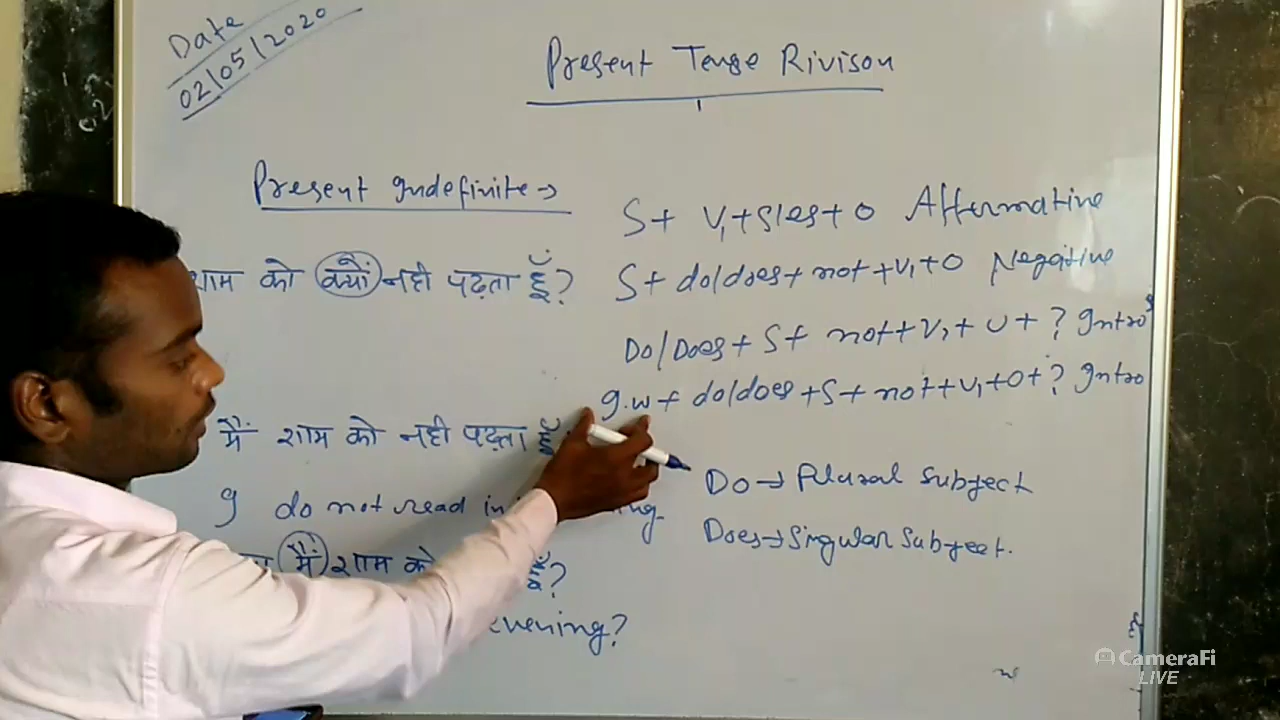 Date
02/05/2020
Present Tense Rivison
Present Indefinite→
S+ V1+s/es+ O Affermative
शाम को क्यों नही पढ़ता हूँ?
S+ do/does+not+V1+O Negative
Do/Does+ S+ not+V1+ O+ ? Intro
I.W+ do/does+S+not+V1+O+? Intro
मैं शाम को नही पढ़ता
Do→ Plural Subject
I do not read in
Does→Singular Subject.
मैं शाम को ?
evening?
CameraFi
LIVE